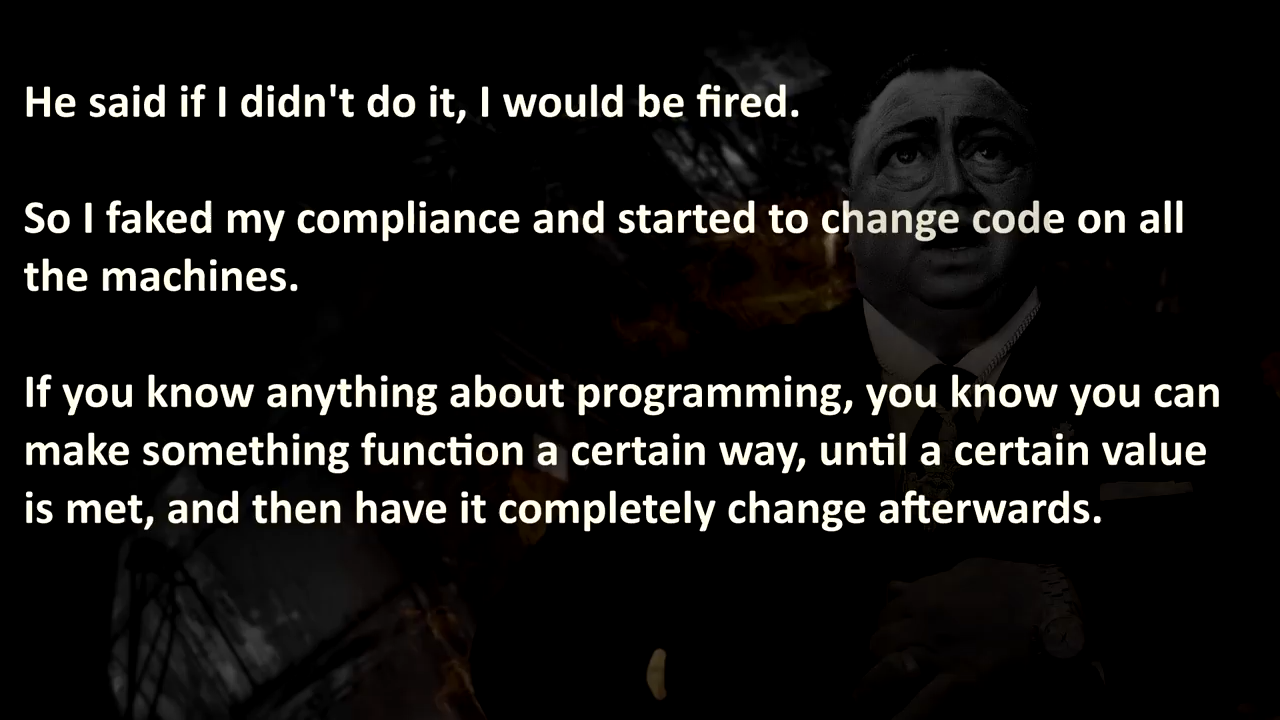 He said if I didn't do it, I would be fired.
So I faked my compliance and started to change code on all
the machines.
If you know anything about programming, you know you can
make something function a certain way, until a certain value
is met, and then have it completely change afterwards.